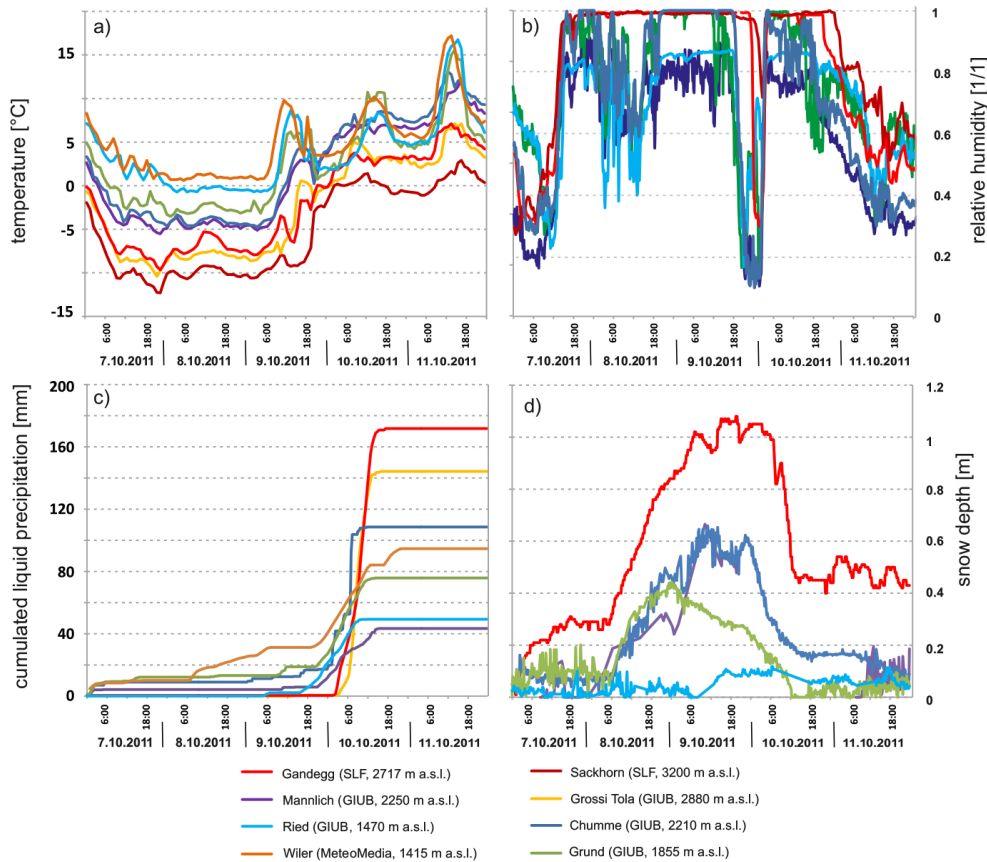 a)
temperature [°C]
15
5
0
-5
-15
6:00 18:00 6:00 18:00 6:00 18:00 6:00 18:00 6:00 18:00
7.10.2011 8.10.2011 9.10.2011 10.10.2011 11.10.2011
b)
relative humidity [1/1]
1
0.8
0.6
0.4
0.2
0
6:00 18:00 6:00 18:00 6:00 18:00 6:00 18:00 6:00 18:00
7.10.2011 8.10.2011 9.10.2011 10.10.2011 11.10.2011
c)
cumulated liquid precipitation [mm]
200
160
120
80
40
0
6:00 18:00 6:00 18:00 6:00 18:00 6:00 18:00 6:00 18:00
7.10.2011 8.10.2011 9.10.2011 10.10.2011 11.10.2011
d)
snow depth [m]
1.2
1
0.8
0.6
0.4
0.2
0
6:00 18:00 6:00 18:00 6:00 18:00 6:00 18:00 6:00 18:00
7.10.2011 8.10.2011 9.10.2011 10.10.2011 11.10.2011
Gandegg (SLF, 2717 m a.s.l.)
Mannlich (GIUB, 2250 m a.s.l.)
Ried (GIUB, 1470 m a.s.l.)
Wiler (MeteoMedia, 1415 m a.s.l.)
Sackhorn (SLF, 3200 m a.s.l.)
Grossi Tola (GIUB, 2880 m a.s.l.)
Chumme (GIUB, 2210 m a.s.l.)
Grund (GIUB, 1855 m a.s.l.)